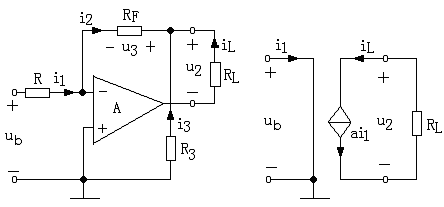 i2 RF iL
− u3 +
+ u2 − RL
R i1
+ ub −
− + A
i3 R3
i1
+ ub −
iL
ai1
+ u2 −
RL